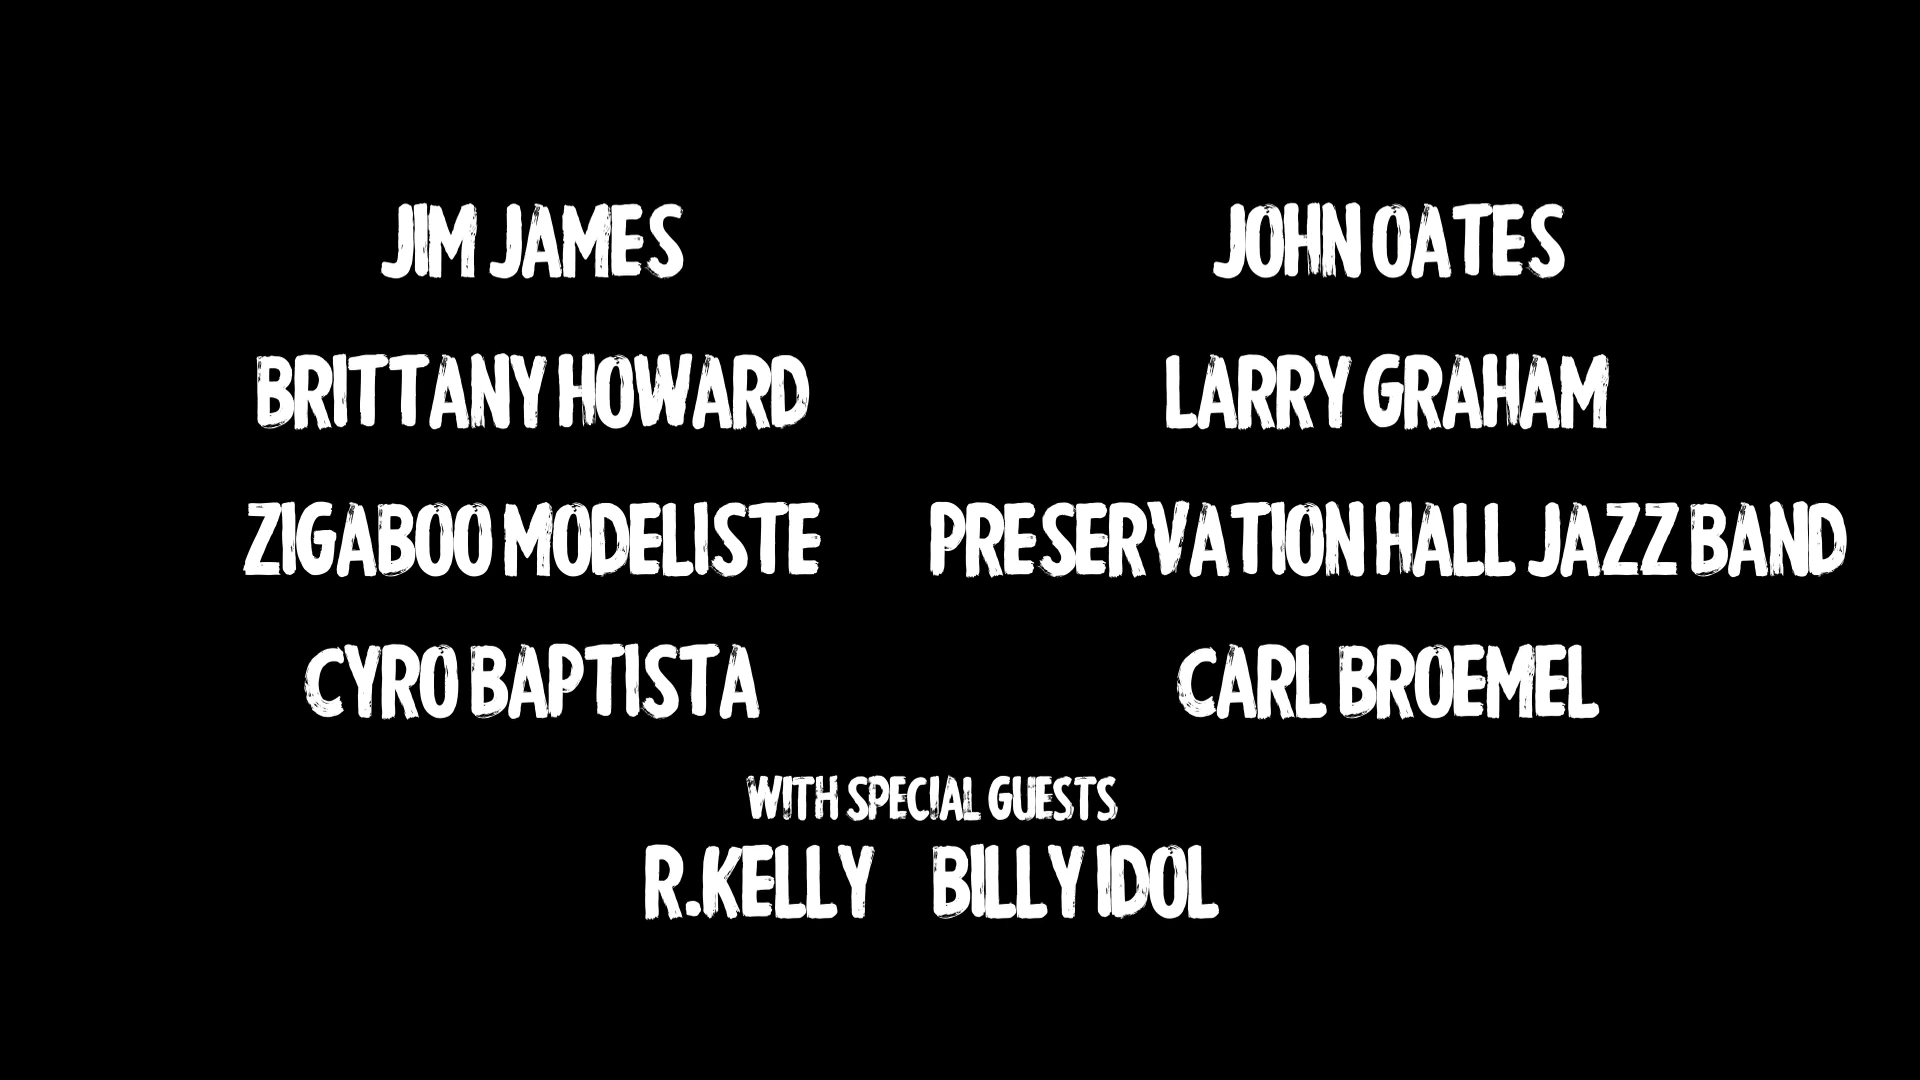 JIM JAMES JOHN OATES
BRITTANY HOWARD LARRY GRAHAM
ZIGABOO MODELISTE PRESERVATION HALL JAZZ BAND
CYRO BAPTISTA CARL BROEMEL
WITH SPECIAL GUESTS
R.KELLY BILLY IDOL